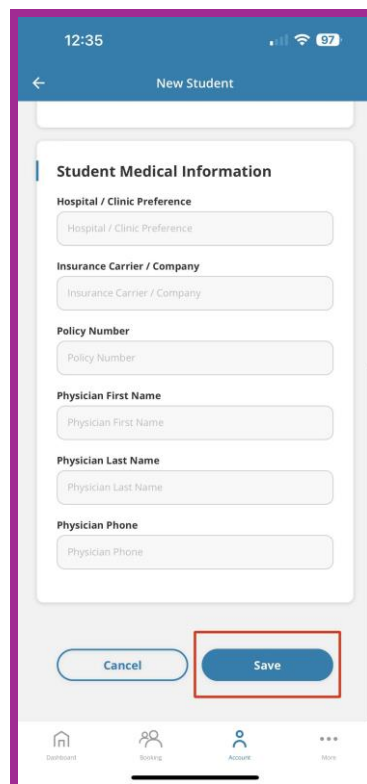 12:35
97
New Student
Student Medical Information
Hospital / Clinic Preference
Hospital / Clinic Preference
Insurance Carrier / Company
Insurance Carrier / Company
Policy Number
Policy Number
Physician First Name
Physician First Name
Physician Last Name
Physician Last Name
Physician Phone
Physician Phone
Cancel Save
Dashboard Booking Account More